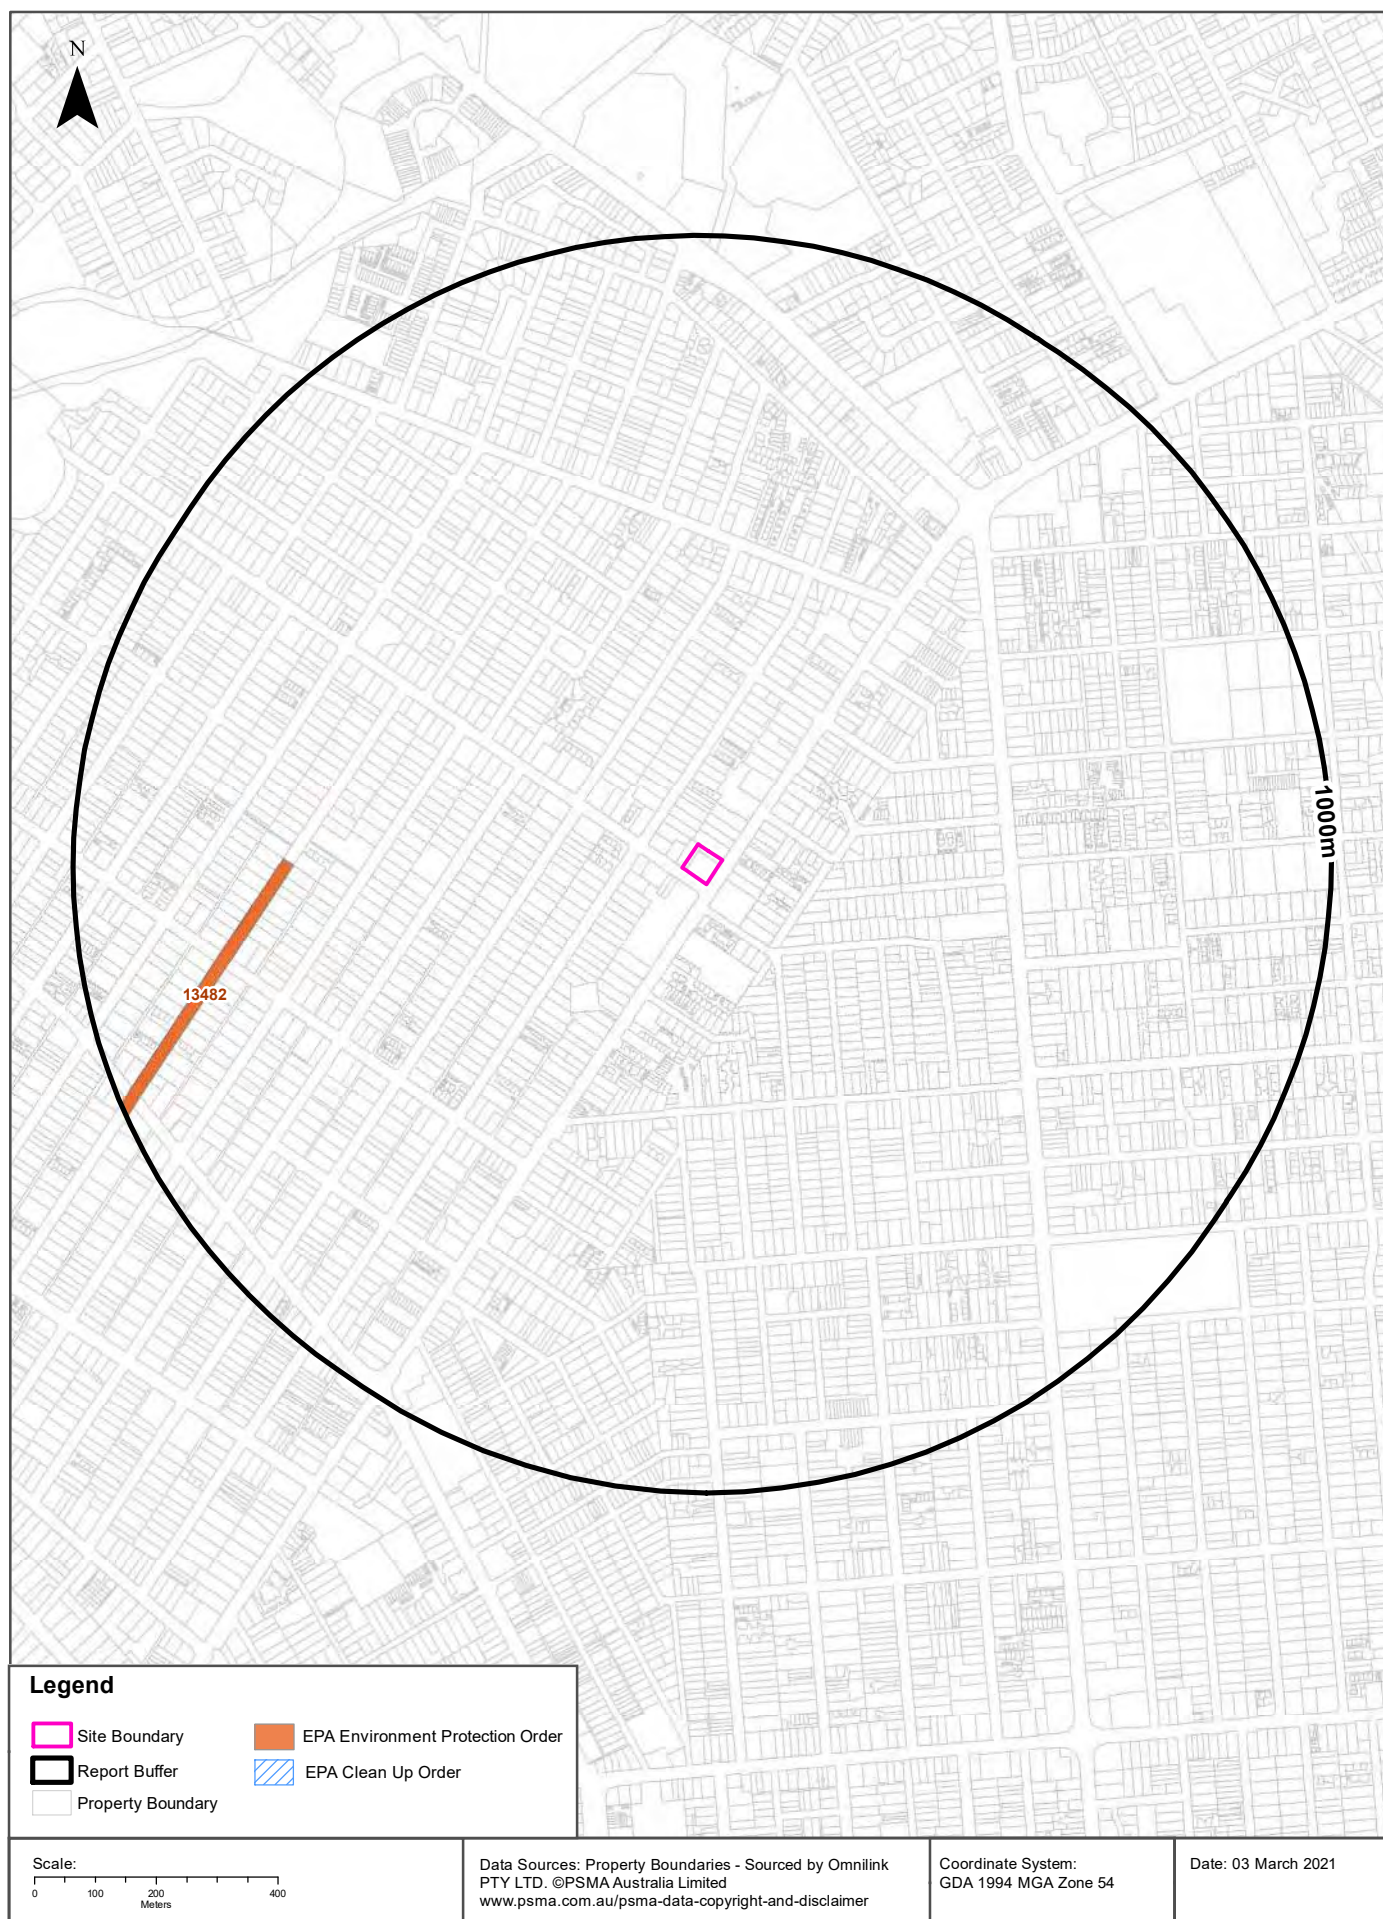 N
1000m
13482
Legend
Site Boundary
EPA Environment Protection Order
Report Buffer
EPA Clean Up Order
Property Boundary
Scale:
0 100 200 400
Meters
Data Sources: Property Boundaries - Sourced by Omnilink
PTY LTD. ©PSMA Australia Limited
www.psma.com.au/psma-data-copyright-and-disclaimer
Coordinate System:
GDA 1994 MGA Zone 54
Date: 03 March 2021